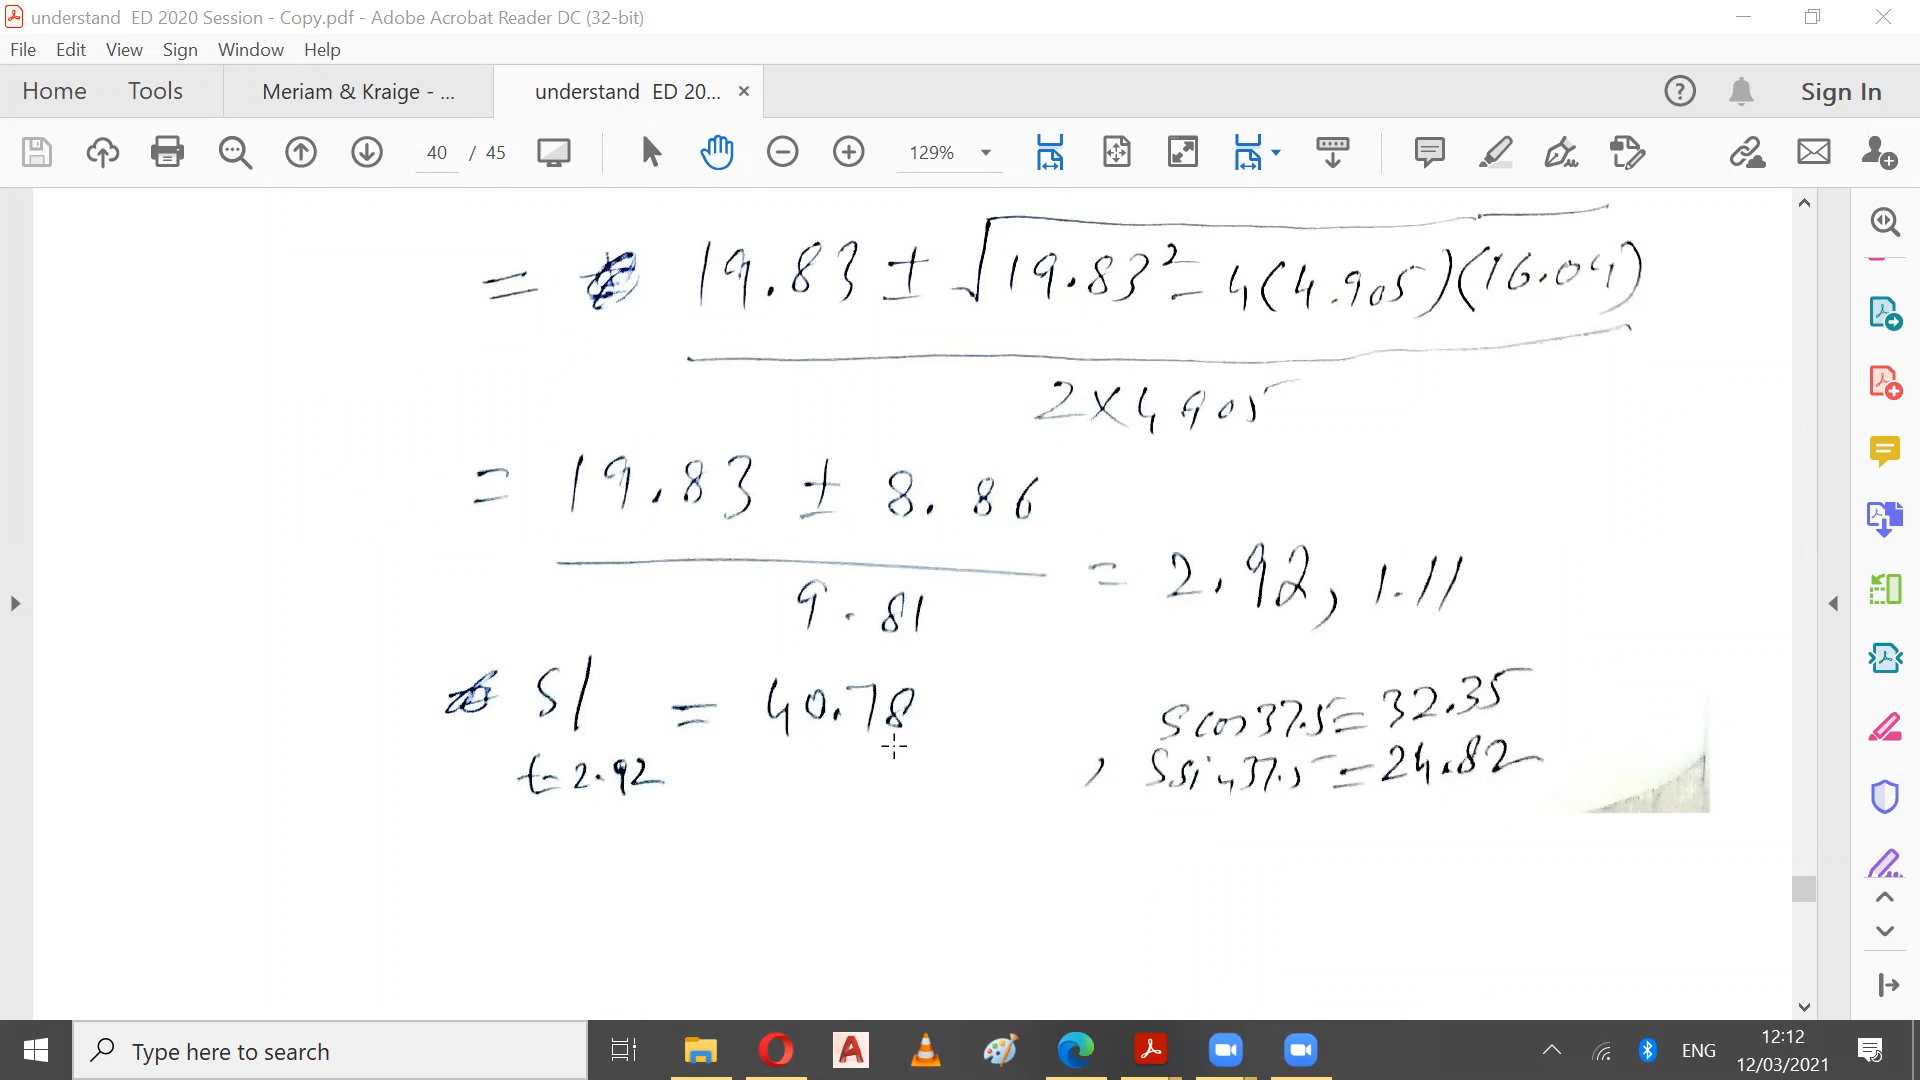 understand ED 2020 Session - Copy.pdf - Adobe Acrobat Reader DC (32-bit)
File Edit View Sign Window Help
Home Tools Meriam & Kraige - ... understand ED 20... × Sign In
40 / 45 129%
= 19.83 ± √19.83² - 4(4.905)(16.04)
2×4.905
= 19.83 ± 8.86
9.81
= 2.92, 1.11
S|
t=2.92
= 40.78
, S cos 37.5 = 32.35
S sin 37.5 = 24.82
Type here to search
ENG
12:12
12/03/2021